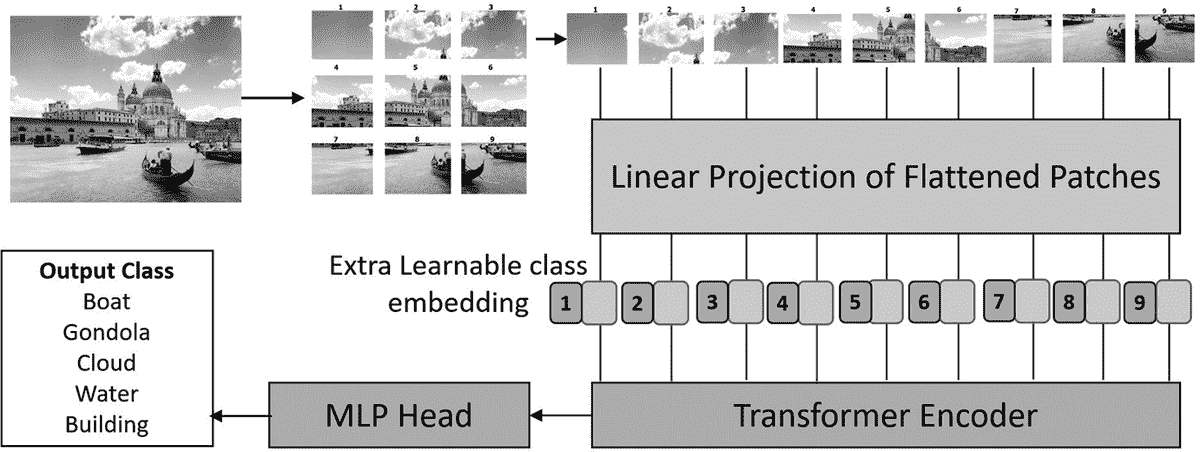 1 2 3
4 5 6
7 8 9
1 2 3 4 5 6 7 8 9
Linear Projection of Flattened Patches
Extra Learnable class
embedding
1 2 3 4 5 6 7 8 9
Transformer Encoder
MLP Head
Output Class
Boat
Gondola
Cloud
Water
Building